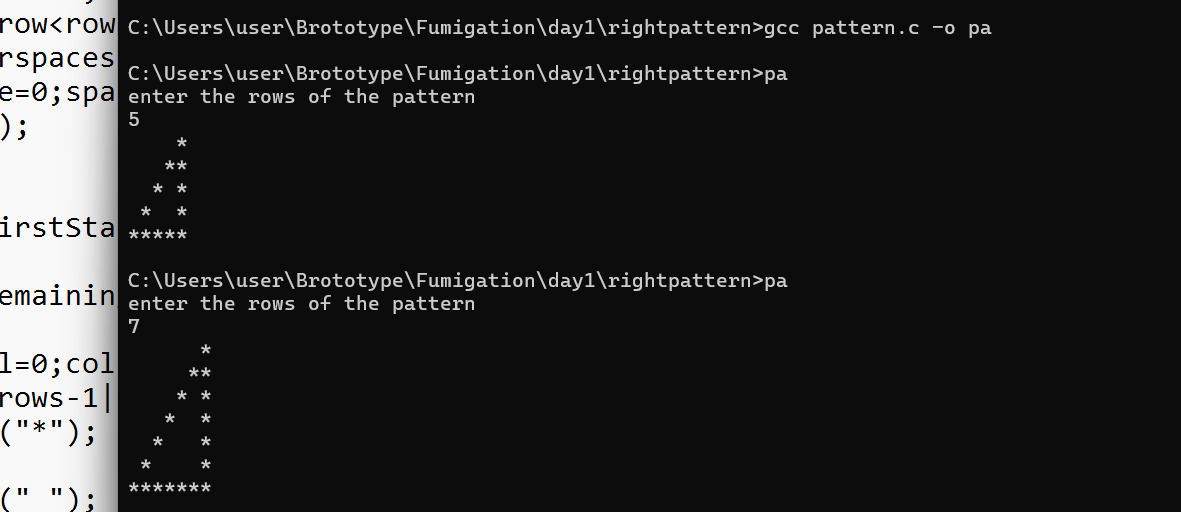 row<row
rspaces
e=0;spa
);
irstSta
emainin
l=0;col
rows-1|
("*");
(" ");
C:\Users\user\Brototype\Fumigation\day1\rightpattern>gcc pattern.c -o pa
C:\Users\user\Brototype\Fumigation\day1\rightpattern>pa
enter the rows of the pattern
5
    *
   **
  * *
 *  *
*****
C:\Users\user\Brototype\Fumigation\day1\rightpattern>pa
enter the rows of the pattern
7
      *
     **
    * *
   *  *
  *   *
 *    *
*******